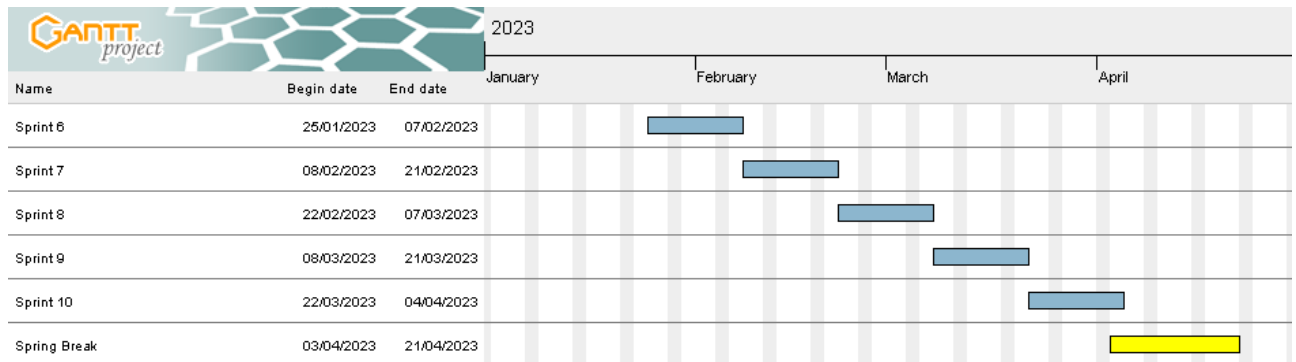 GANTT project
2023
January February March April
Name Begin date End date
Sprint 6 25/01/2023 07/02/2023
Sprint 7 08/02/2023 21/02/2023
Sprint 8 22/02/2023 07/03/2023
Sprint 9 08/03/2023 21/03/2023
Sprint 10 22/03/2023 04/04/2023
Spring Break 03/04/2023 21/04/2023